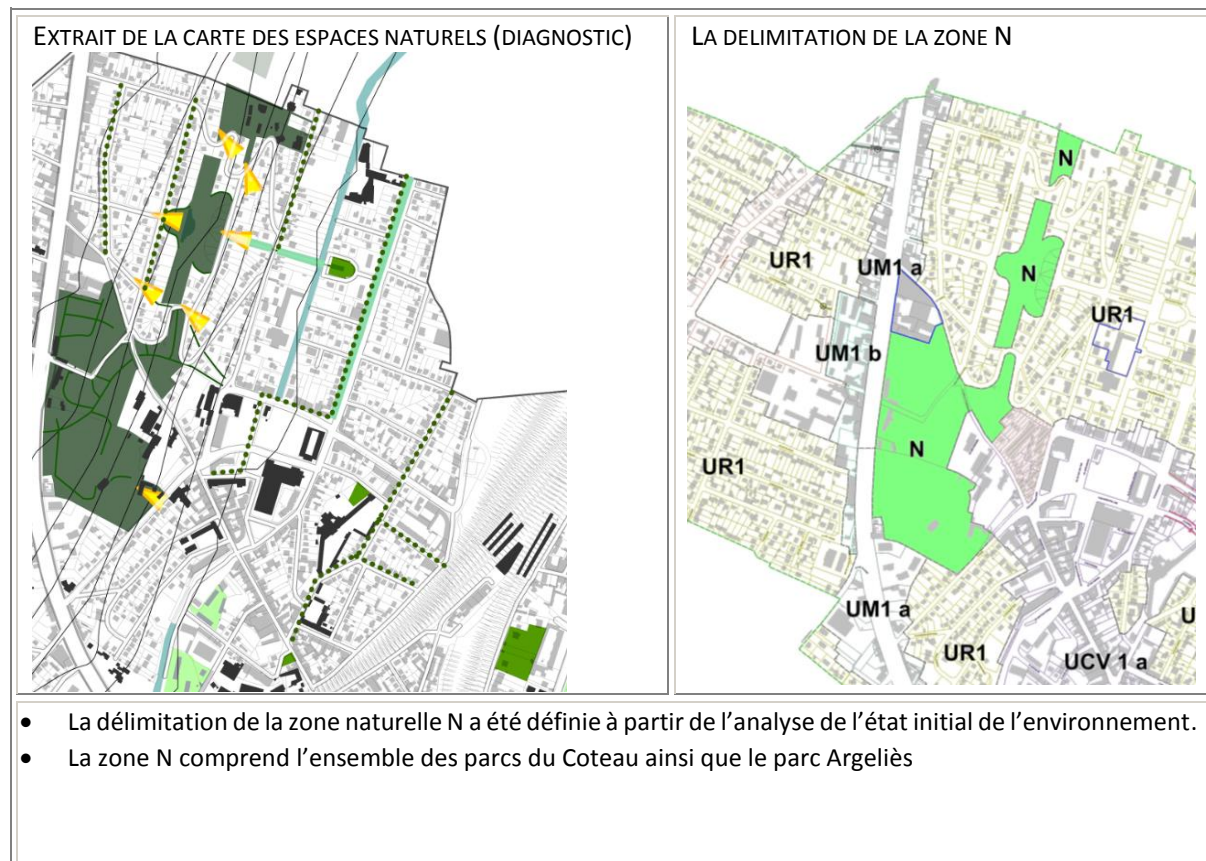 EXTRAIT DE LA CARTE DES ESPACES NATURELS (DIAGNOSTIC)
LA DELIMITATION DE LA ZONE N
N
UR1
UM1 a
N
UR1
UM1 b
N
UR1
UM1 a
UR1
UCV 1 a
U
• La délimitation de la zone naturelle N a été définie à partir de l’analyse de l’état initial de l’environnement.
• La zone N comprend l’ensemble des parcs du Coteau ainsi que le parc Argeliès